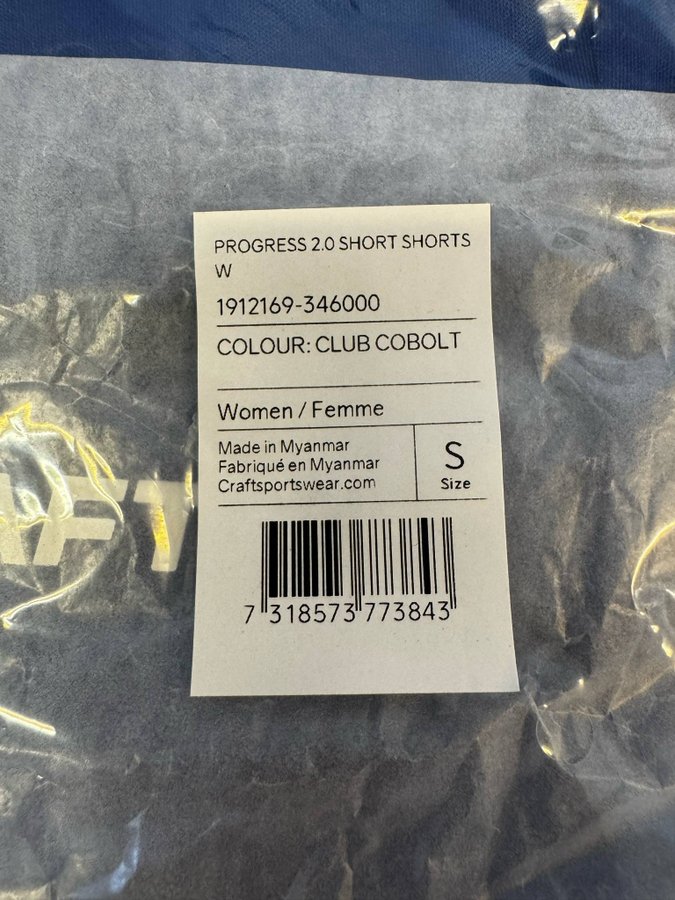 PROGRESS 2.0 SHORT SHORTS
W
1912169-346000
COLOUR: CLUB COBOLT
Women / Femme
Made in Myanmar
Fabriqué en Myanmar
Craftsportswear.com
S
Size
AFT
7 318573 773843